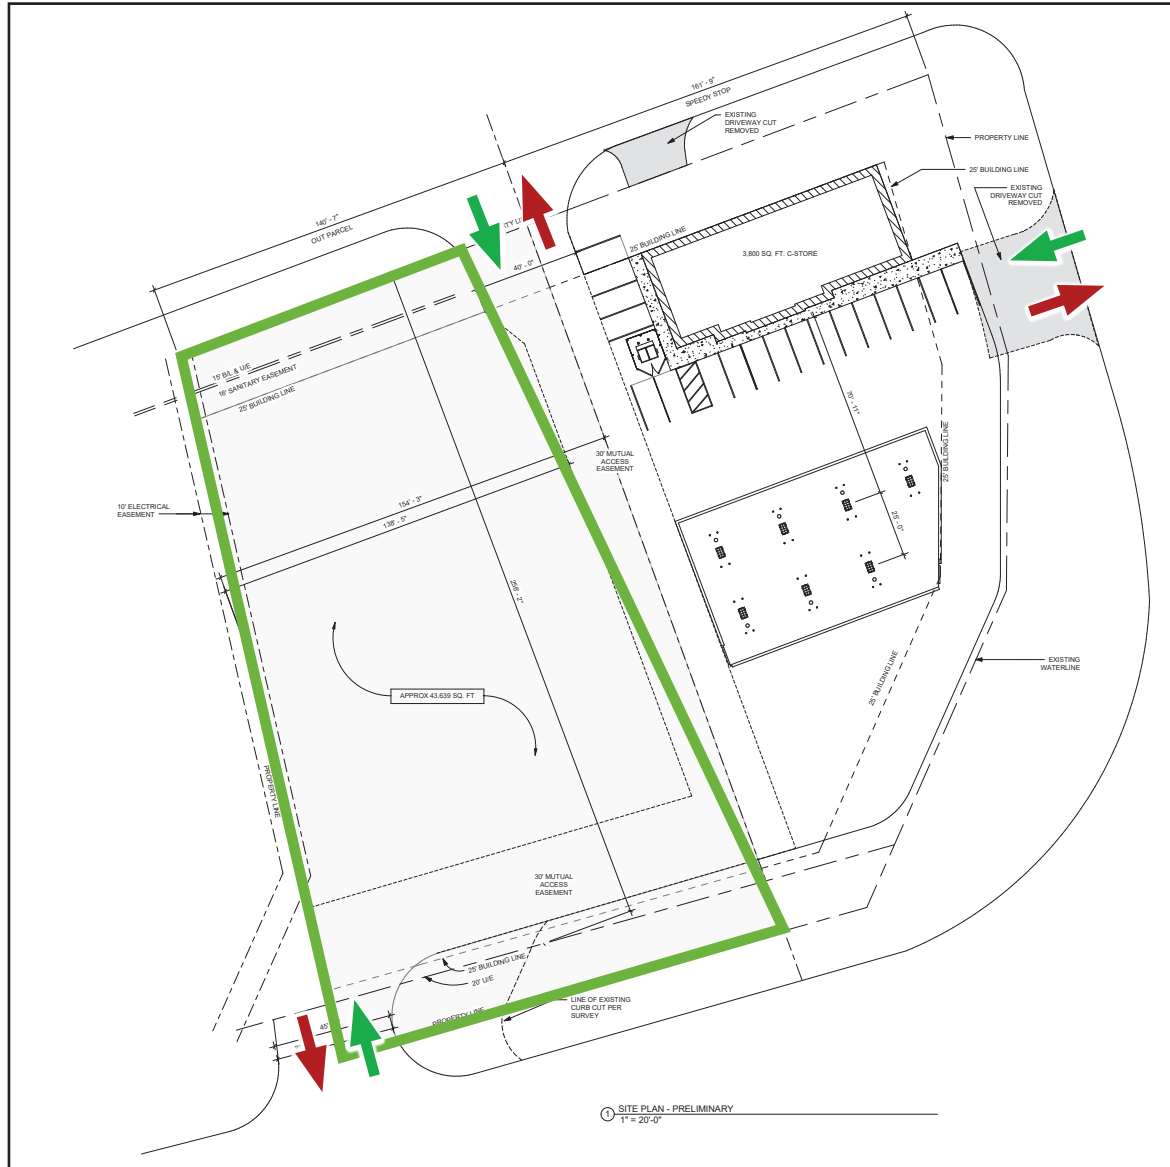 161' - 9"
SPEEDY STOP
EXISTING
DRIVEWAY CUT
REMOVED
PROPERTY LINE
25' BUILDING LINE
EXISTING
DRIVEWAY CUT
REMOVED
140' - 7"
OUT PARCEL
25' BUILDING LINE
40' - 0"
3,800 SQ. FT. C-STORE
15' B/L & U/E
16' SANITARY EASEMENT
25' BUILDING LINE
70' - 11"
25' BUILDING LINE
30' MUTUAL
ACCESS
EASEMENT
154' - 3"
138' - 5"
10' ELECTRICAL
EASEMENT
25' - 0"
258' - 2"
25' BUILDING LINE
EXISTING
WATERLINE
APPROX 43,639 SQ. FT
PROPERTY LINE
30' MUTUAL
ACCESS
EASEMENT
25' BUILDING LINE
20' U/E
LINE OF EXISTING
CURB CUT PER
SURVEY
PROPERTY LINE
45'
1
SITE PLAN - PRELIMINARY
1" = 20'-0"